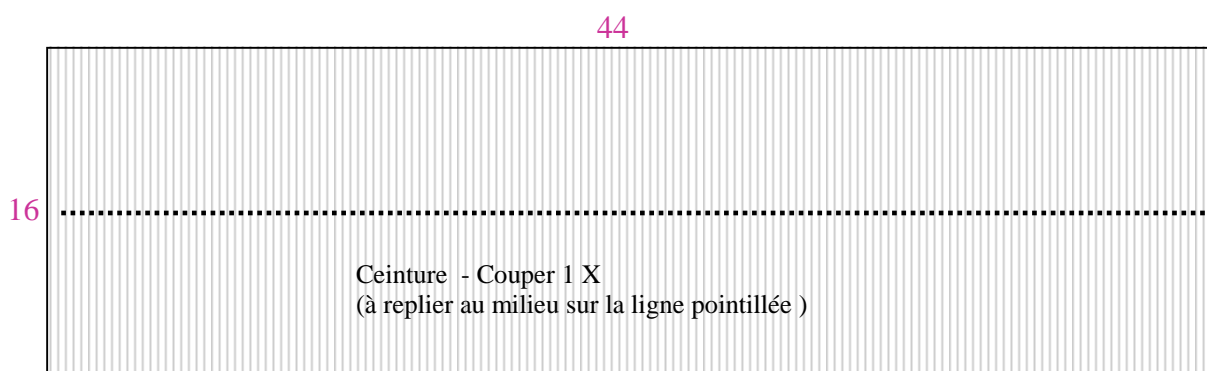 44
16
Ceinture - Couper 1 X
(à replier au milieu sur la ligne pointillée )